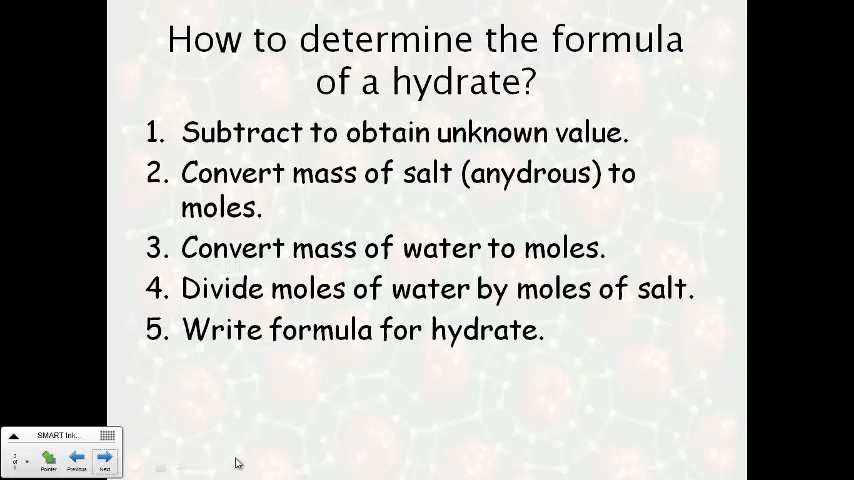 How to determine the formula
of a hydrate?
1. Subtract to obtain unknown value.
2. Convert mass of salt (anydrous) to
moles.
3. Convert mass of water to moles.
4. Divide moles of water by moles of salt.
5. Write formula for hydrate.
SMART Ink...
Pointer Previous Next